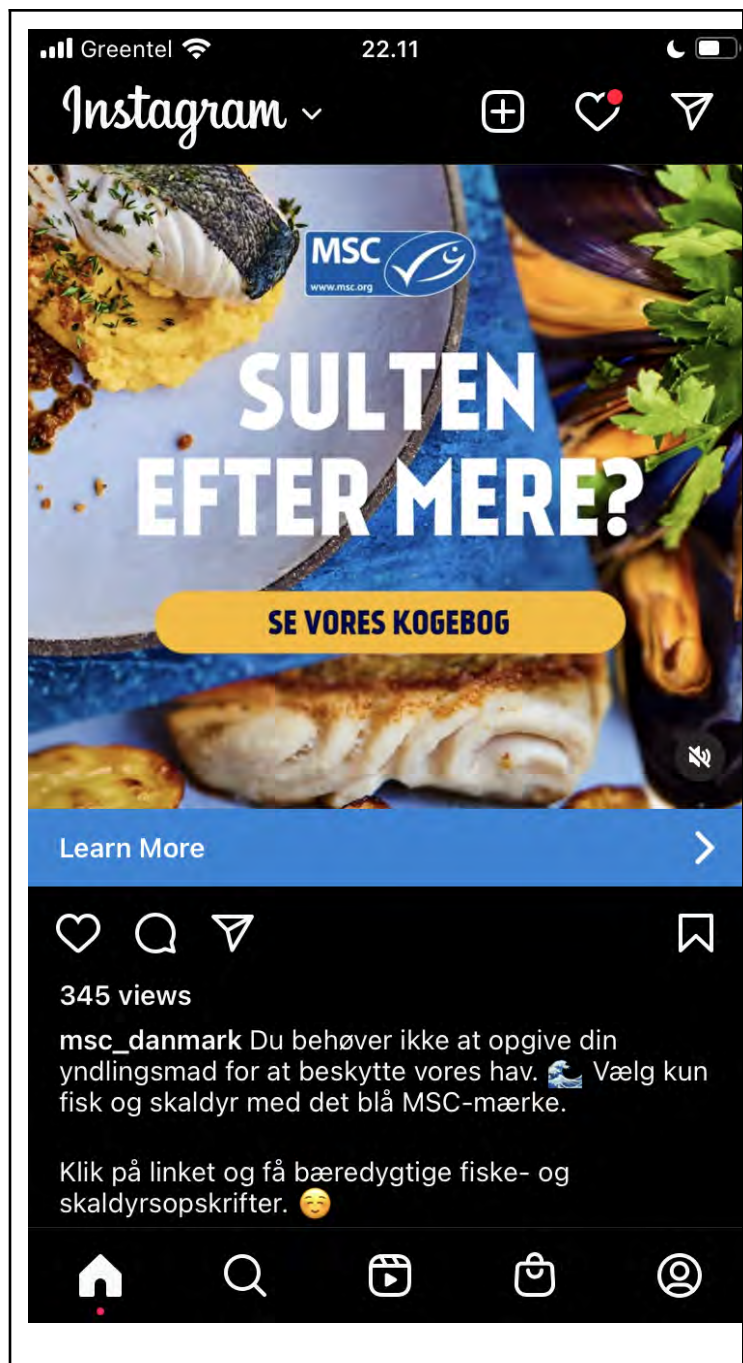 Greentel
22.11
Instagram
MSC
www.msc.org
SULTEN
EFTER MERE?
SE VORES KOGEBOG
Learn More
345 views
msc_danmark Du behøver ikke at opgive din
yndlingsmad for at beskytte vores hav. 🌊 Vælg kun
fisk og skaldyr med det blå MSC-mærke.
Klik på linket og få bæredygtige fiske- og
skaldyrsopskrifter. ☺️